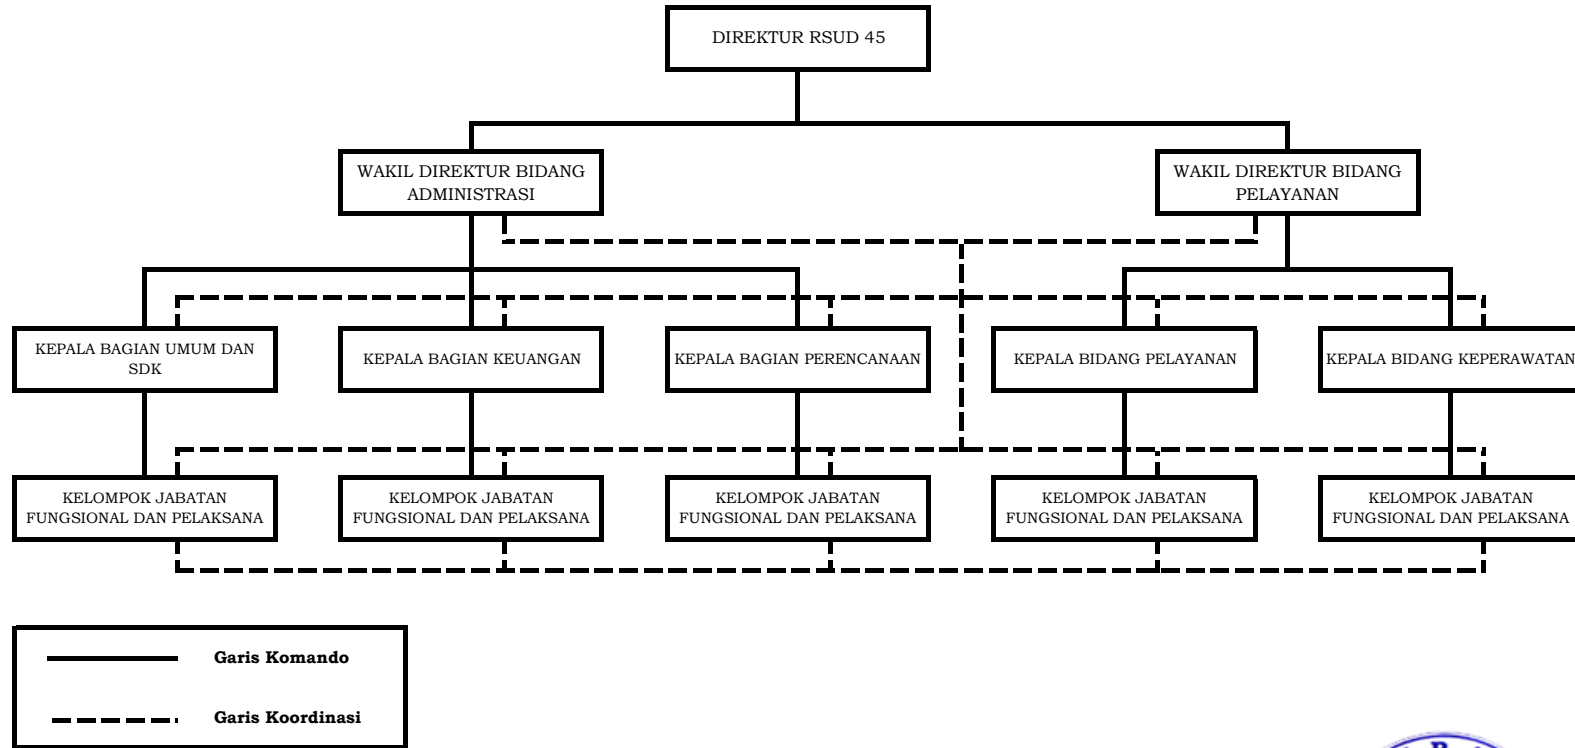 DIREKTUR RSUD 45
WAKIL DIREKTUR BIDANG
ADMINISTRASI
WAKIL DIREKTUR BIDANG
PELAYANAN
KEPALA BAGIAN UMUM DAN
SDK
KEPALA BAGIAN KEUANGAN
KEPALA BAGIAN PERENCANAAN
KEPALA BIDANG PELAYANAN
KEPALA BIDANG KEPERAWATAN
KELOMPOK JABATAN
FUNGSIONAL DAN PELAKSANA
KELOMPOK JABATAN
FUNGSIONAL DAN PELAKSANA
KELOMPOK JABATAN
FUNGSIONAL DAN PELAKSANA
KELOMPOK JABATAN
FUNGSIONAL DAN PELAKSANA
KELOMPOK JABATAN
FUNGSIONAL DAN PELAKSANA
Garis Komando
Garis Koordinasi